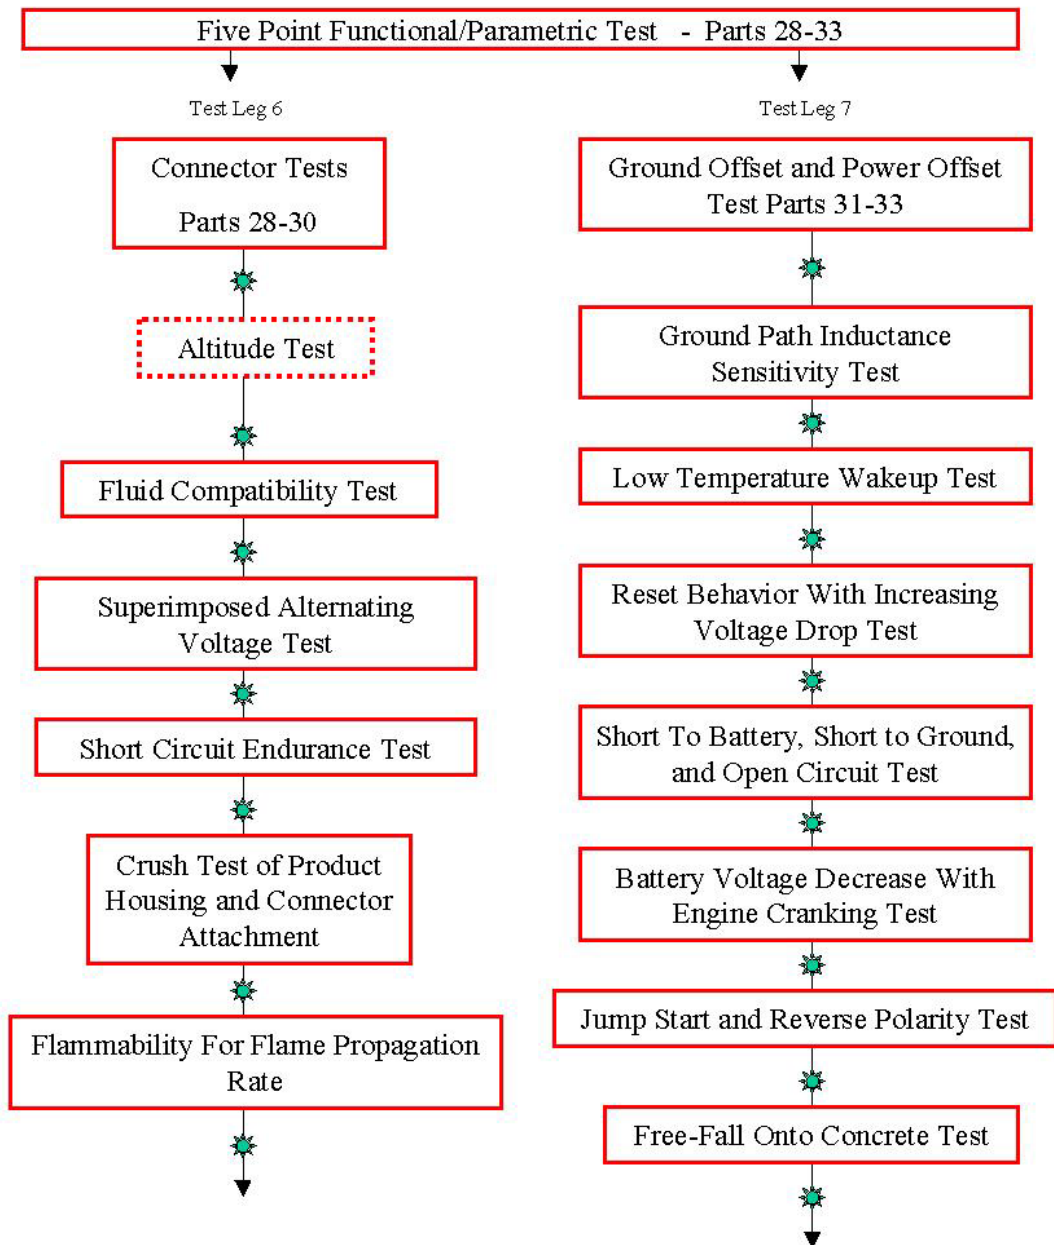 Five Point Functional/Parametric Test - Parts 28-33
Test Leg 6
Connector Tests
Parts 28-30
Altitude Test
Fluid Compatibility Test
Superimposed Alternating
Voltage Test
Short Circuit Endurance Test
Crush Test of Product
Housing and Connector
Attachment
Flammability For Flame Propagation
Rate
Test Leg 7
Ground Offset and Power Offset
Test Parts 31-33
Ground Path Inductance
Sensitivity Test
Low Temperature Wakeup Test
Reset Behavior With Increasing
Voltage Drop Test
Short To Battery, Short to Ground,
and Open Circuit Test
Battery Voltage Decrease With
Engine Cranking Test
Jump Start and Reverse Polarity Test
Free-Fall Onto Concrete Test